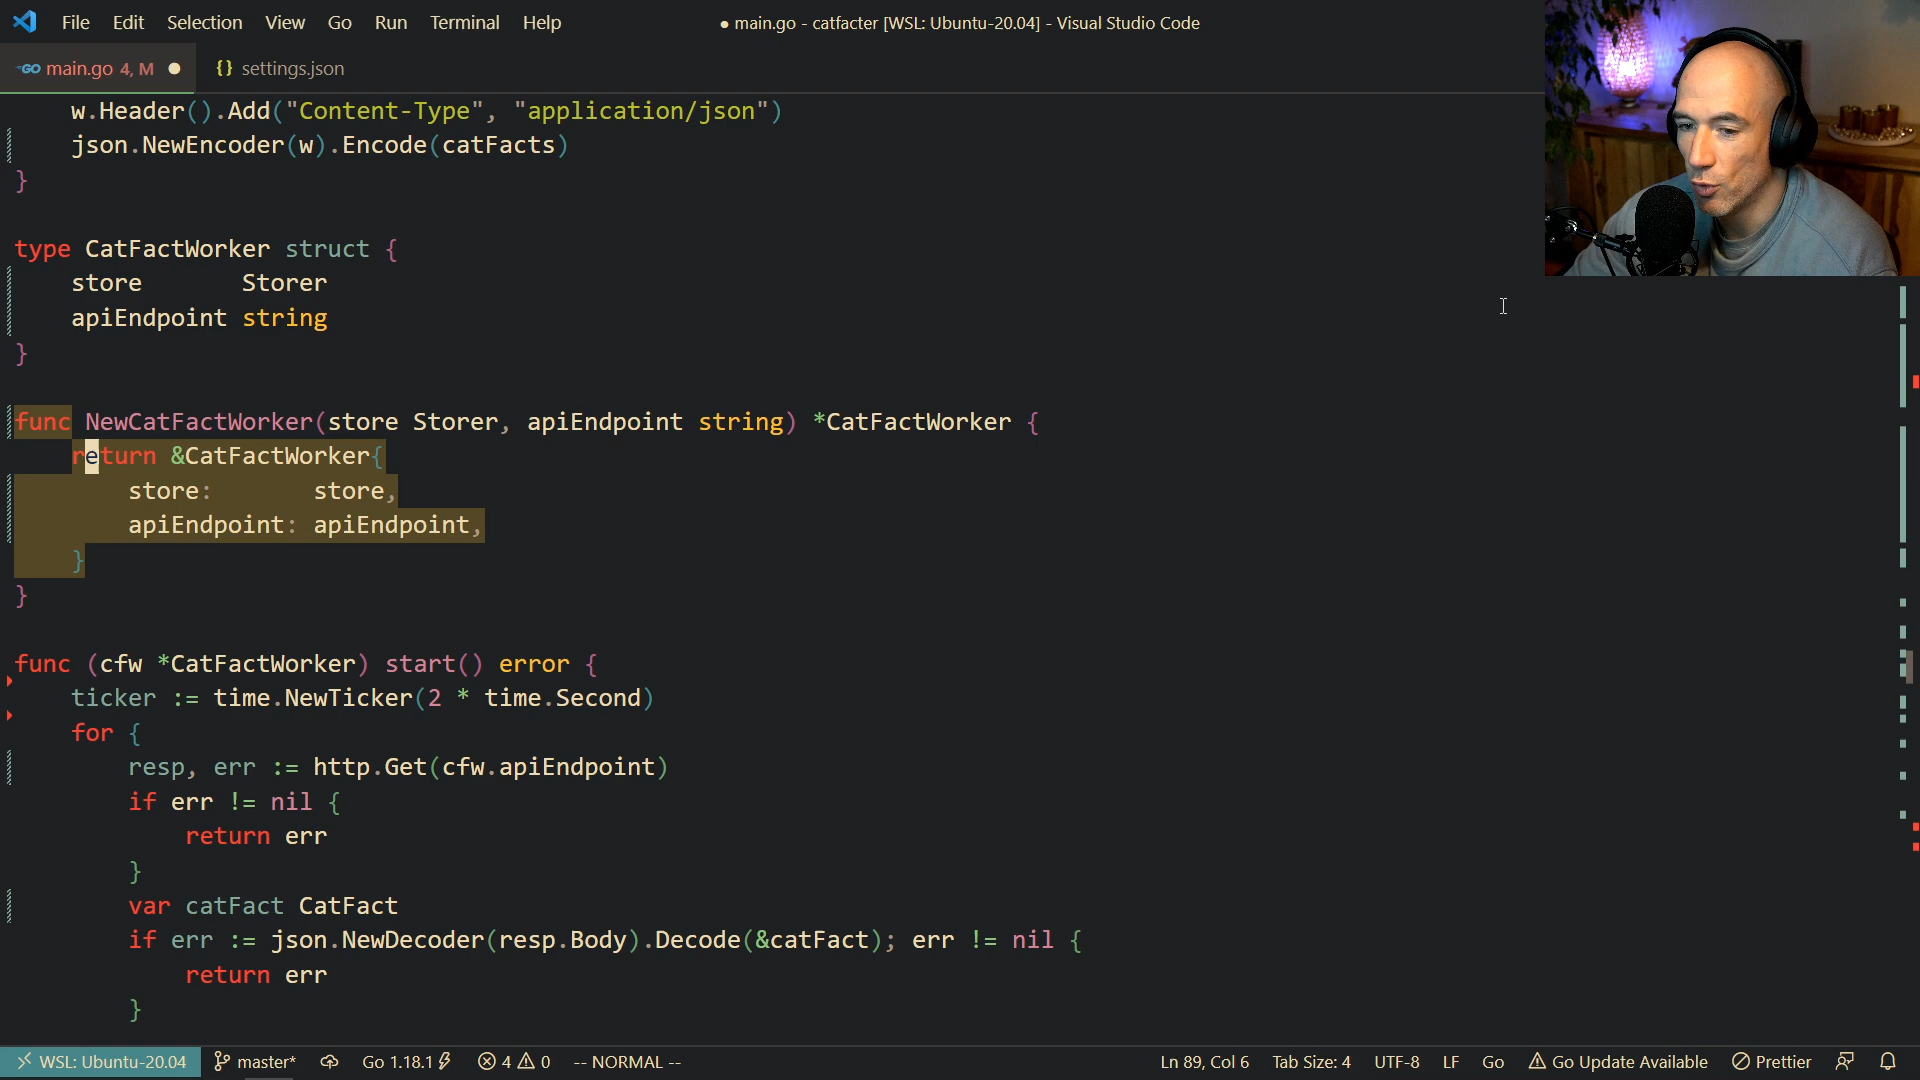 File Edit Selection View Go Run Terminal Help
● main.go - catfacter [WSL: Ubuntu-20.04] - Visual Studio Code
GO main.go 4, M ● {} settings.json
w.Header().Add("Content-Type", "application/json")
json.NewEncoder(w).Encode(catFacts)
}
type CatFactWorker struct {
store Storer
apiEndpoint string
}
func NewCatFactWorker(store Storer, apiEndpoint string) *CatFactWorker {
return &CatFactWorker{
store: store,
apiEndpoint: apiEndpoint,
}
}
func (cfw *CatFactWorker) start() error {
ticker := time.NewTicker(2 * time.Second)
for {
resp, err := http.Get(cfw.apiEndpoint)
if err != nil {
return err
}
var catFact CatFact
if err := json.NewDecoder(resp.Body).Decode(&catFact); err != nil {
return err
}
WSL: Ubuntu-20.04 master* Go 1.18.1 4 0 -- NORMAL -- Ln 89, Col 6 Tab Size: 4 UTF-8 LF Go Go Update Available Prettier